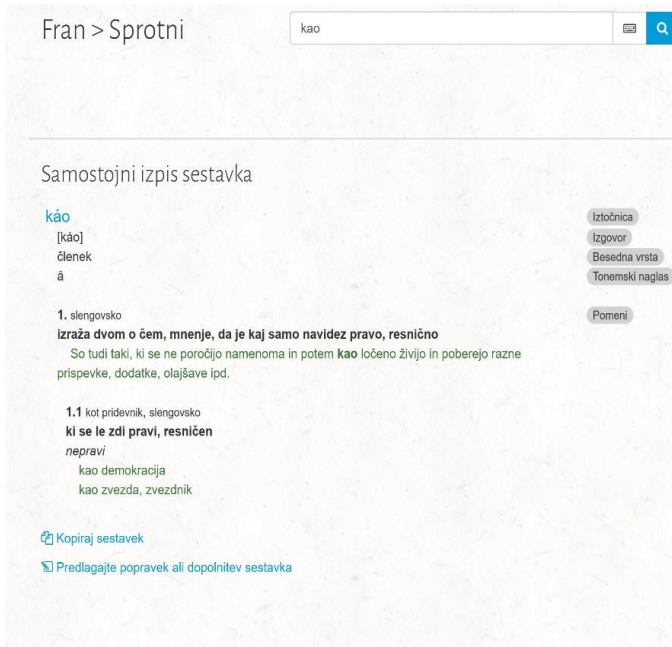 Fran > Sprotni
kao
Samostojni izpis sestavka
káo
Iztočnica
[káo]
Izgovor
členek
Besedna vrsta
ȃ
Tonemski naglas
1. slengovsko
Pomeni
izraža dvom o čem, mnenje, da je kaj samo navidez pravo, resnično
So tudi taki, ki se ne poročijo namenoma in potem kao ločeno živijo in poberejo razne
prispevke, dodatke, olajšave ipd.
1.1 kot pridevnik, slengovsko
ki se le zdi pravi, resničen
nepravi
kao demokracija
kao zvezda, zvezdnik
Kopiraj sestavek
Predlagajte popravek ali dopolnitev sestavka